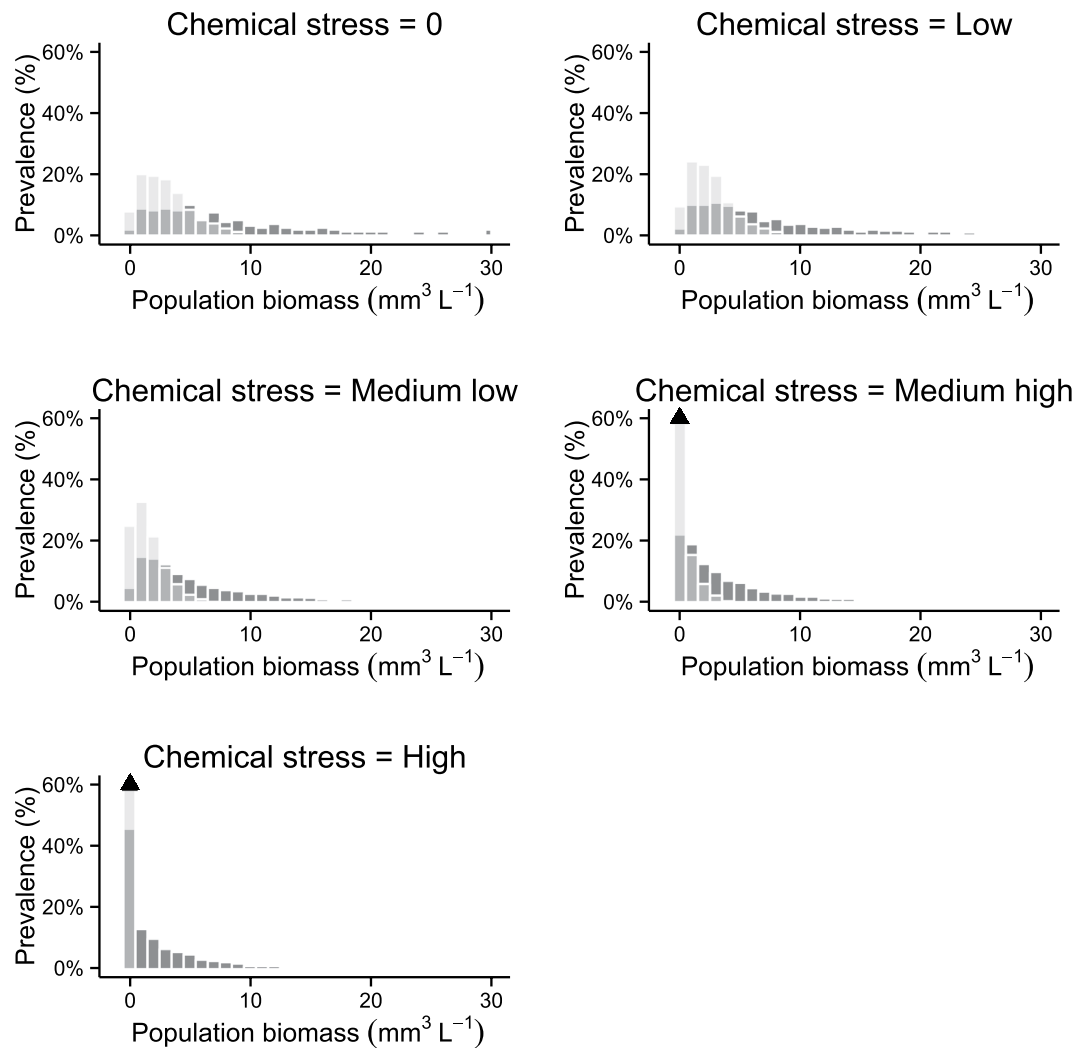 Chemical stress = 0
60%
40%
20%
0%
Prevalence (%)
0 10 20 30
Population biomass (mm³ L⁻¹)
Chemical stress = Low
60%
40%
20%
0%
Prevalence (%)
0 10 20 30
Population biomass (mm³ L⁻¹)
Chemical stress = Medium low
60%
40%
20%
0%
Prevalence (%)
0 10 20 30
Population biomass (mm³ L⁻¹)
Chemical stress = Medium high
60%
40%
20%
0%
Prevalence (%)
0 10 20 30
Population biomass (mm³ L⁻¹)
Chemical stress = High
60%
40%
20%
0%
Prevalence (%)
0 10 20 30
Population biomass (mm³ L⁻¹)